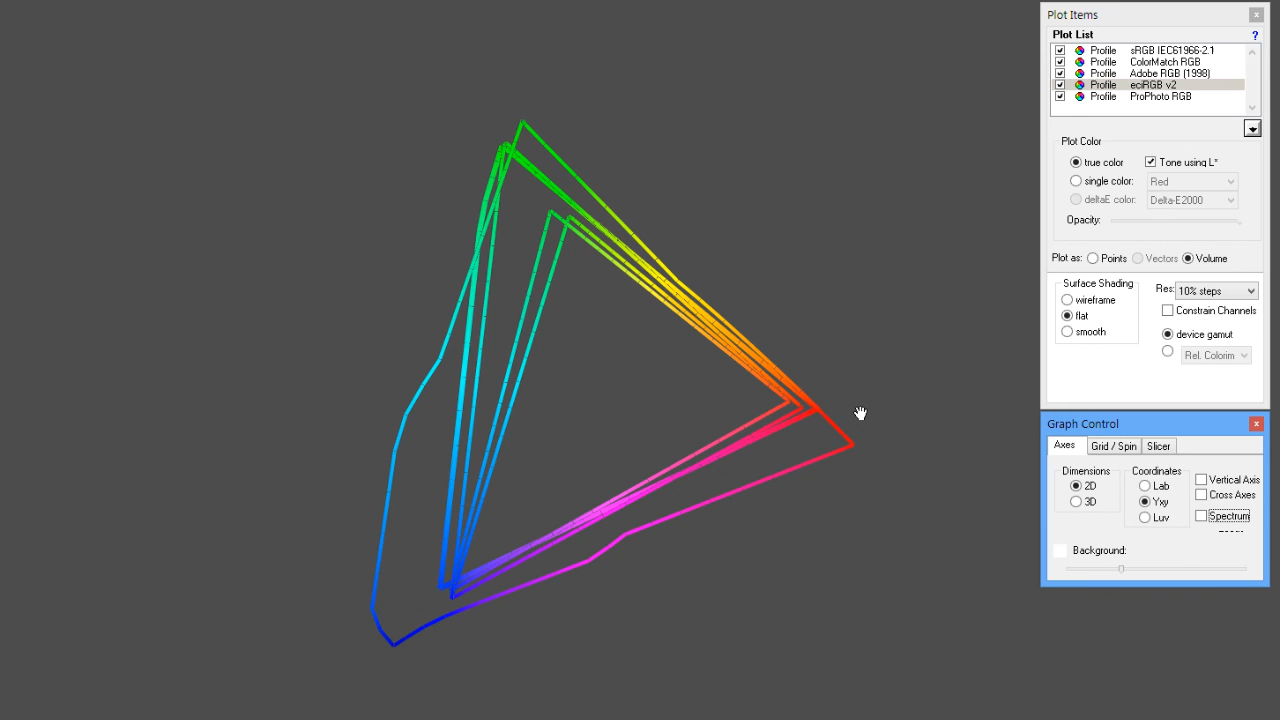 Plot Items
Plot List ?
Profile sRGB IEC61966-2.1
Profile ColorMatch RGB
Profile Adobe RGB (1998)
Profile eciRGB v2
Profile ProPhoto RGB
Plot Color
true color Tone using L*
single color: Red
deltaE color: Delta-E2000
Opacity:
Plot as: Points Vectors Volume
Surface Shading
Res: 10% steps
wireframe
Constrain Channels
flat
smooth
device gamut
Rel. Colorim
Graph Control
Axes Grid / Spin Slicer
Dimensions Coordinates
2D Lab Vertical Axis
3D Yxy Cross Axes
Luv Spectrum
Background: